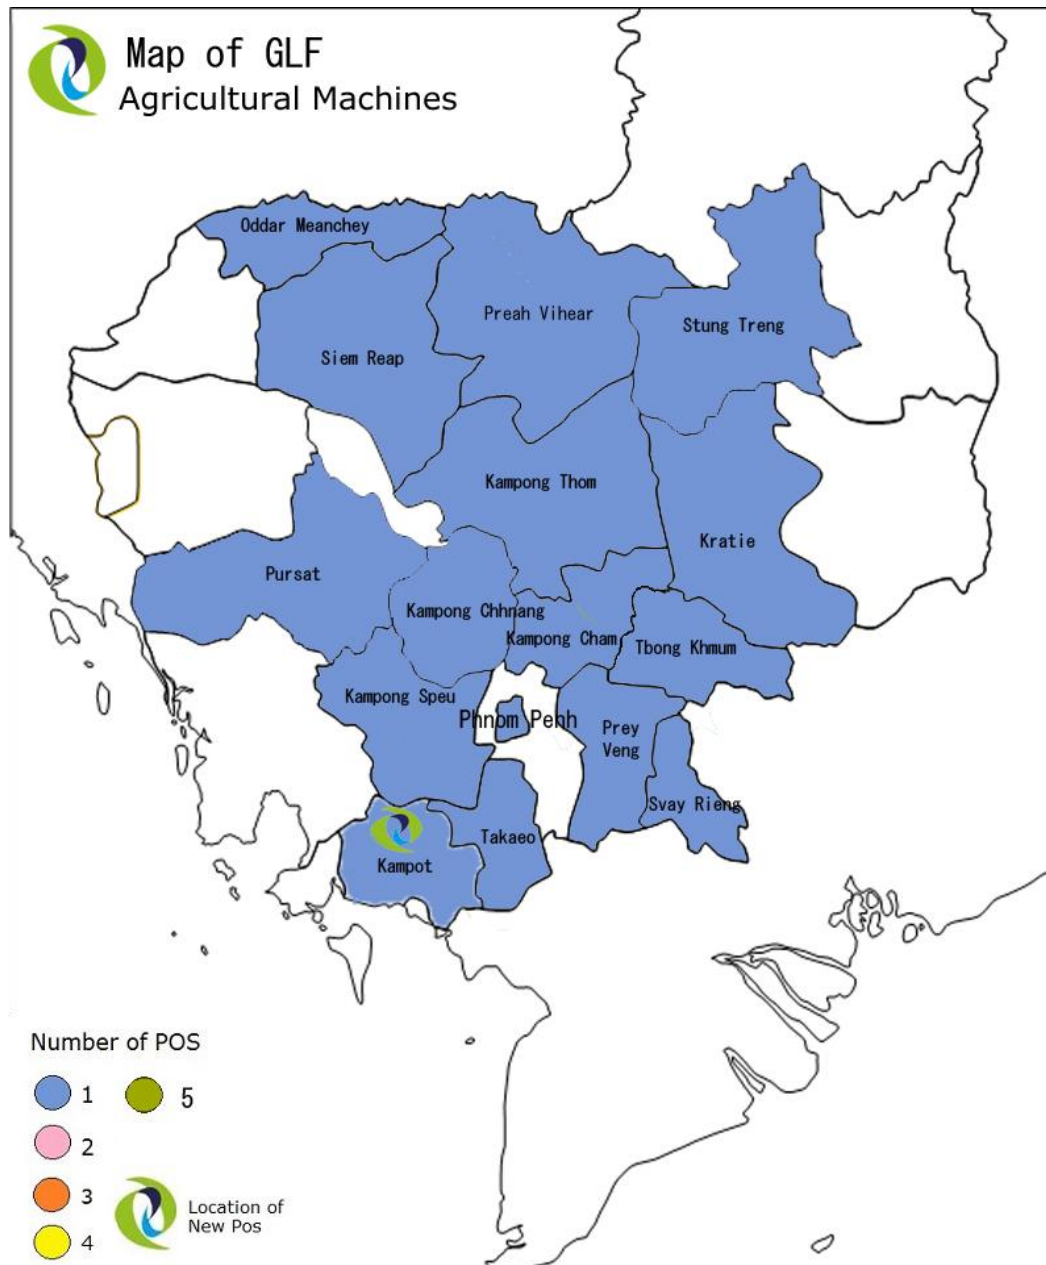 Map of GLF
Agricultural Machines
Oddar Meanchey
Preah Vihear
Stung Treng
Siem Reap
Kampong Thom
Kratie
Pursat
Kampong Chhnang
Kampong Cham
Tbong Khmum
Kampong Speu
Phnom Penh
Prey
Veng
Svay Rieng
Takaeo
Kampot
Number of POS
1
5
2
3
4
Location of
New Pos